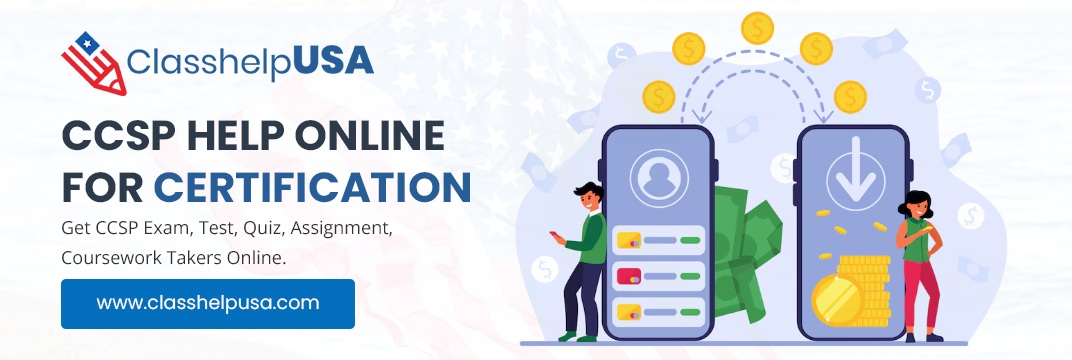 ClasshelpUSA
CCSP HELP ONLINE
FOR CERTIFICATION
Get CCSP Exam, Test, Quiz, Assignment,
Coursework Takers Online.
www.classhelpusa.com